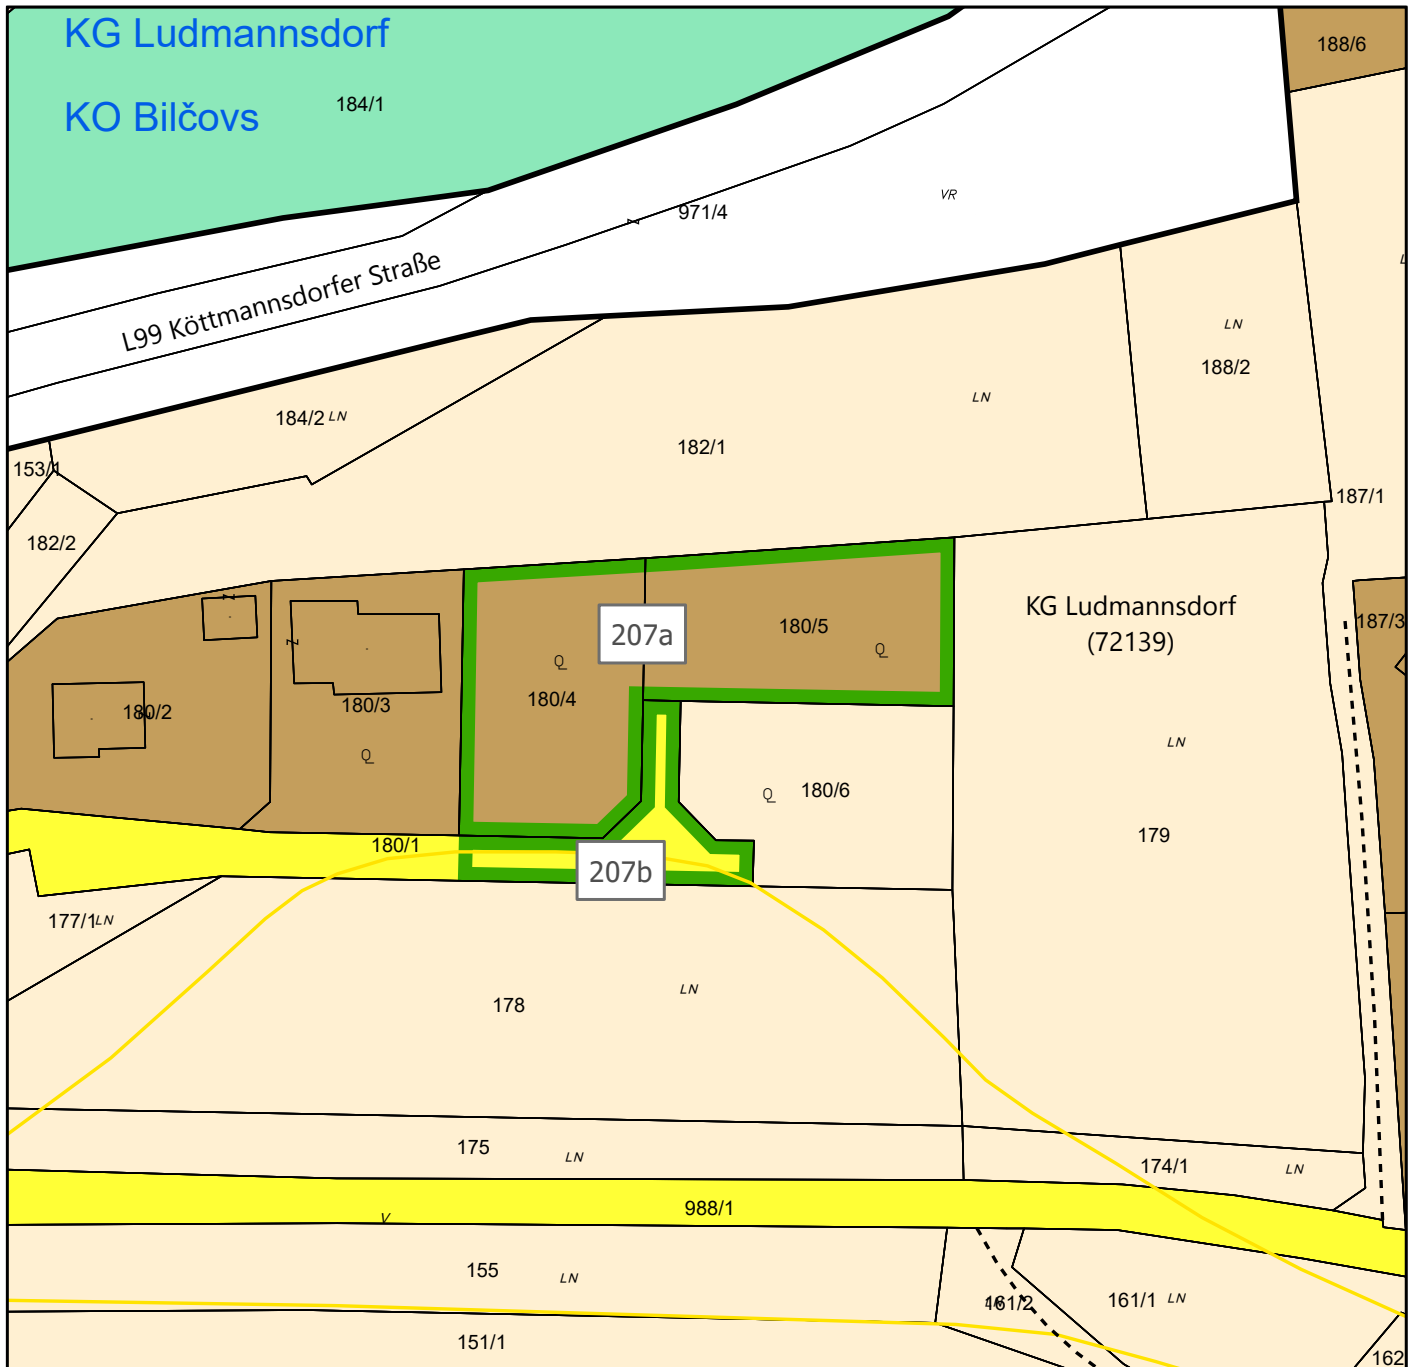 KG Ludmannsdorf
188/6
184/1
KO Bilčovs
VR
971/4
L99 Köttmannsdorfer Straße
LN
188/2
LN
184/2 LN
182/1
153/1
187/1
182/2
KG Ludmannsdorf
(72139)
187/3
207a
180/5
Q
Q
180/4
180/3
180/2
LN
Q
180/6
Q
179
180/1
207b
177/1 LN
LN
178
175
LN
174/1
LN
988/1
V
155
LN
161/2
161/1 LN
151/1
162